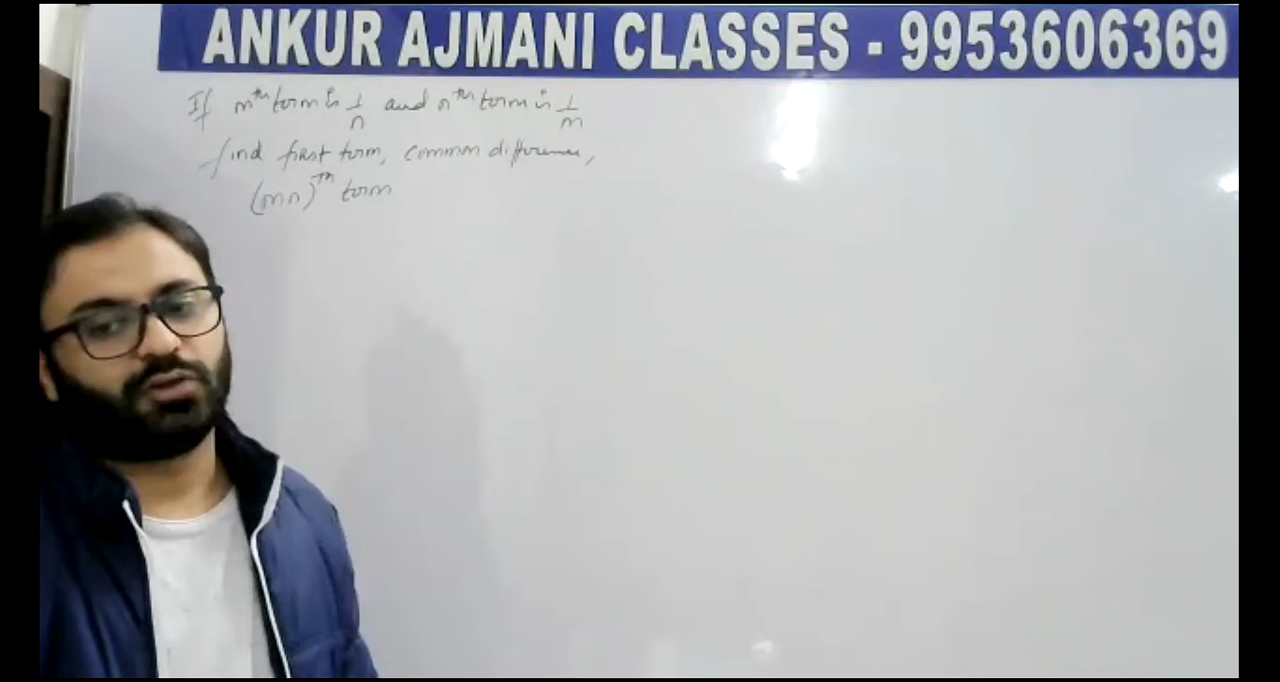 ANKUR AJMANI CLASSES - 9953606369
If mᵗʰ term is 1/n and nᵗʰ term is 1/m
find first term, common difference,
(mn)ᵗʰ term